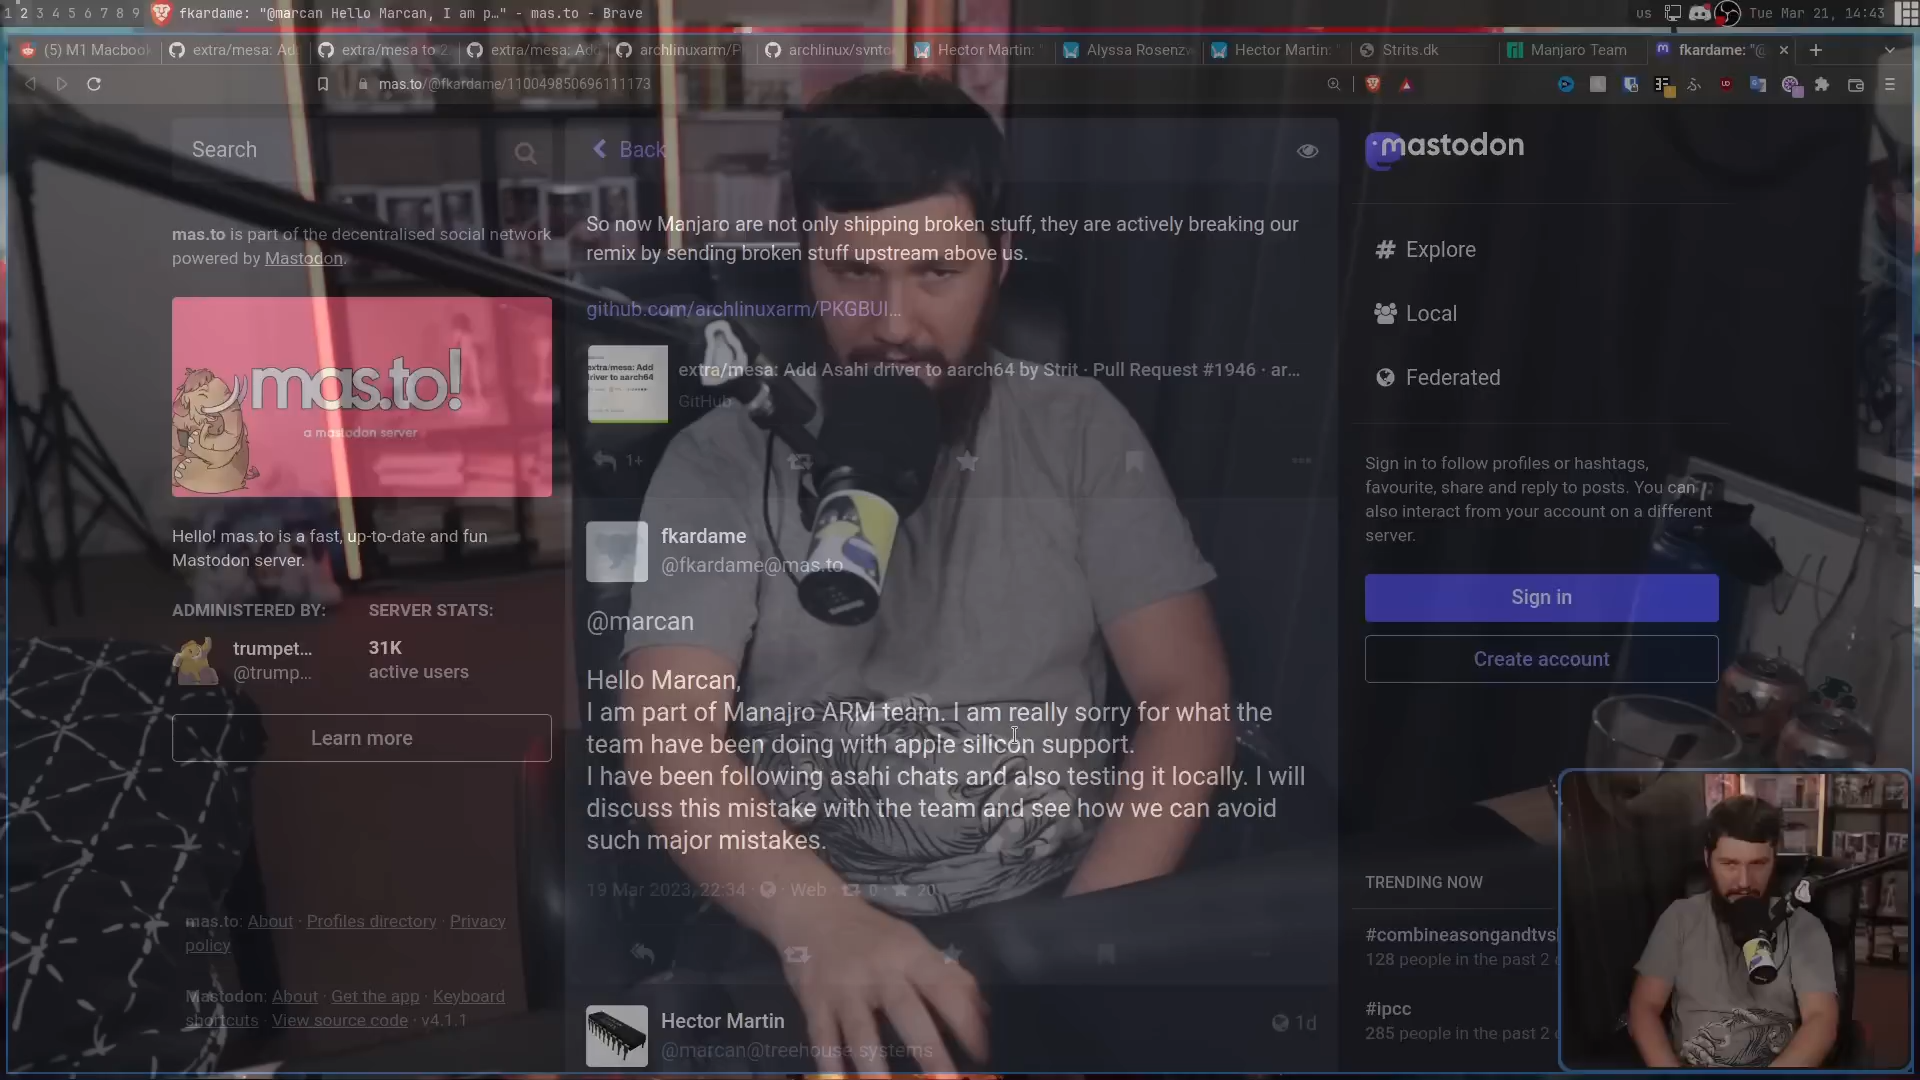 1 2 3 4 5 6 7 8 9 fkardame: "@marcan Hello Marcan, I am p…" - mas.to - Brave
us Tue Mar 21, 14:43
(5) M1 Macbook
extra/mesa: Ad
extra/mesa to 2
extra/mesa: Ad
archlinuxarm/P
archlinux/svnto
Hector Martin: "
Alyssa Rosenzw
Hector Martin: "
Strits.dk
Manjaro Team
fkardame: "@
mas.to/@fkardame/110049850696111173
Search
mas.to is part of the decentralised social network
powered by Mastodon.
mas.to!
a mastodon server
Hello! mas.to is a fast, up-to-date and fun
Mastodon server.
ADMINISTERED BY:
trumpet...
@trump...
SERVER STATS:
31K
active users
Learn more
mas.to: About · Profiles directory · Privacy
policy
Mastodon: About · Get the app · Keyboard
shortcuts · View source code · v4.1.1
Back
So now Manjaro are not only shipping broken stuff, they are actively breaking our
remix by sending broken stuff upstream above us.
github.com/archlinuxarm/PKGBUI…
extra/mesa: Add
driver to aarch64
extra/mesa: Add Asahi driver to aarch64 by Strit · Pull Request #1946 · ar...
GitHub
1+
fkardame
@fkardame@mas.to
@marcan
Hello Marcan,
I am part of Manajro ARM team. I am really sorry for what the
team have been doing with apple silicon support.
I have been following asahi chats and also testing it locally. I will
discuss this mistake with the team and see how we can avoid
such major mistakes.
19 Mar 2023, 22:34 · Web · 0 · 20
Hector Martin
@marcan@treehouse.systems
1d
mastodon
Explore
Local
Federated
Sign in to follow profiles or hashtags,
favourite, share and reply to posts. You can
also interact from your account on a different
server.
Sign in
Create account
TRENDING NOW
#combineasongandtvs
128 people in the past 2
#ipcc
285 people in the past 2